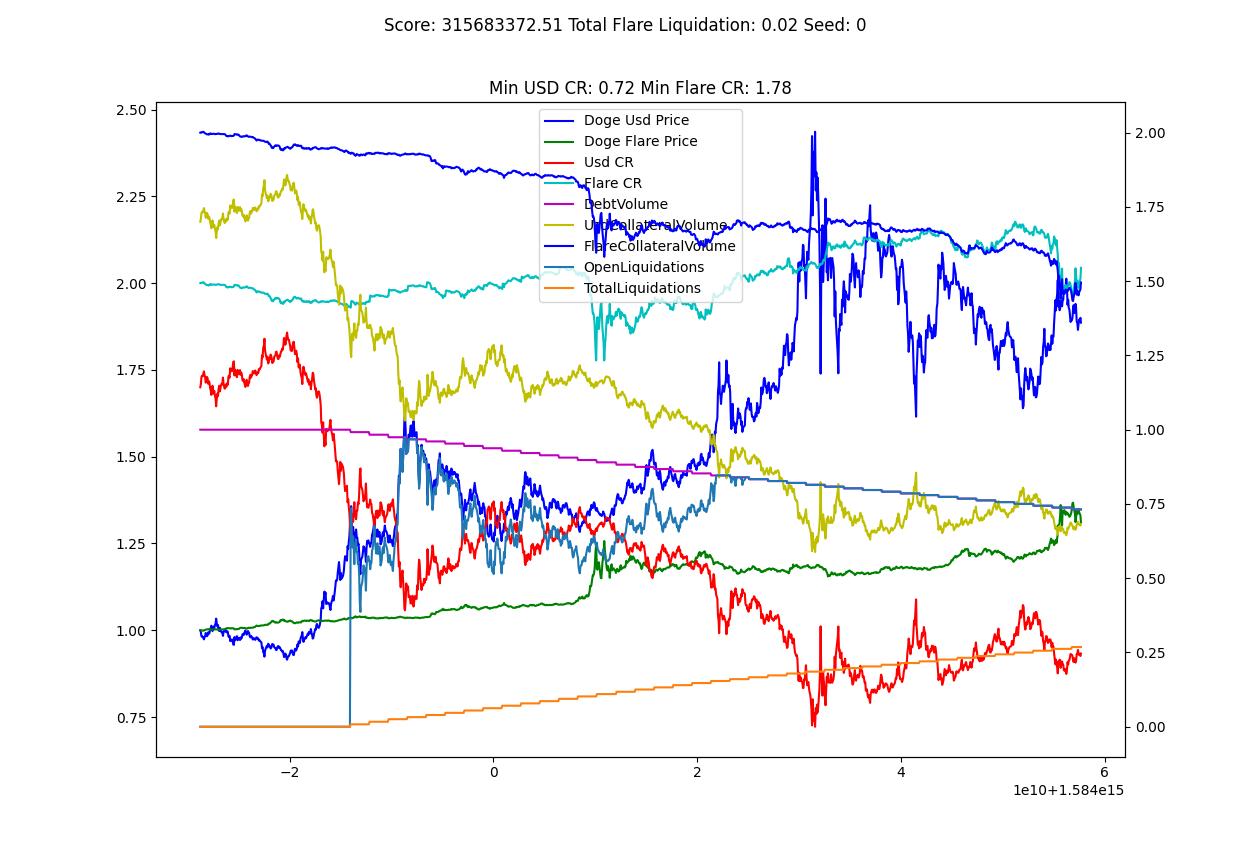 Score: 315683372.51 Total Flare Liquidation: 0.02 Seed: 0
Min USD CR: 0.72 Min Flare CR: 1.78
Doge Usd Price
Doge Flare Price
Usd CR
Flare CR
DebtVolume
UsdCollateralVolume
FlareCollateralVolume
OpenLiquidations
TotalLiquidations
2.50
2.25
2.00
1.75
1.50
1.25
1.00
0.75
2.00
1.75
1.50
1.25
1.00
0.75
0.50
0.25
0.00
−2
0
2
4
6
1e10+1.584e15